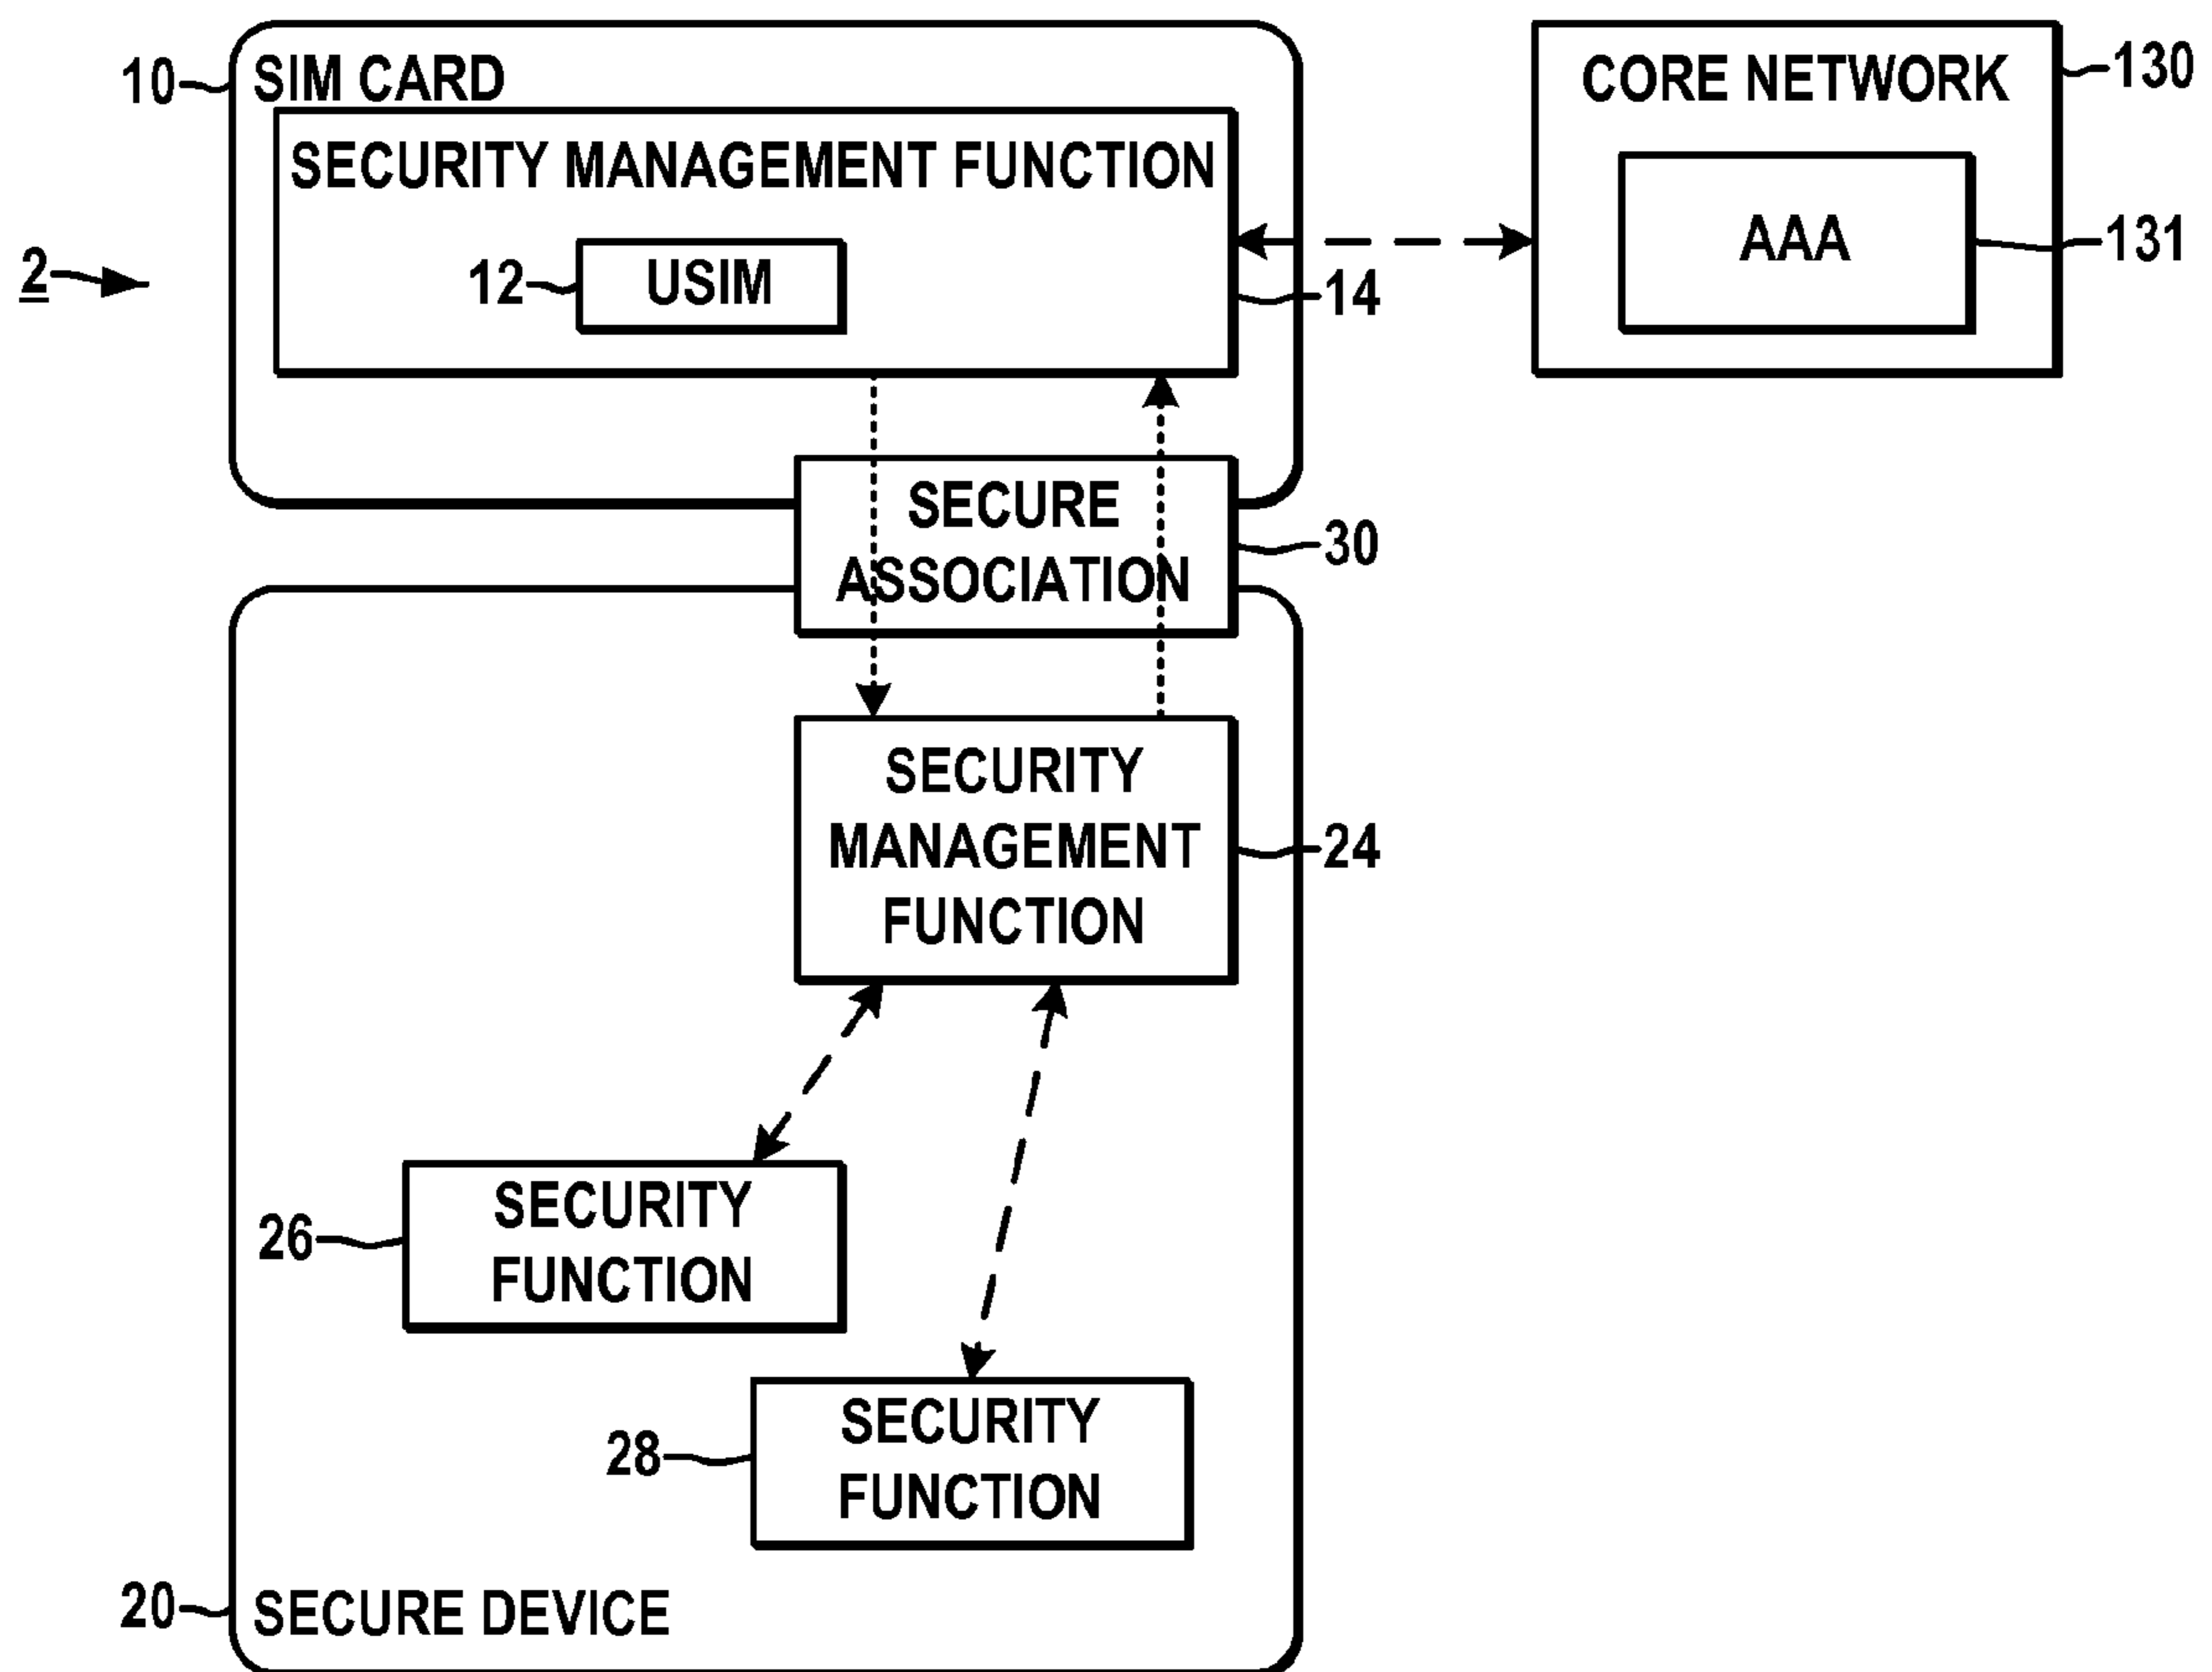 10
SIM CARD
CORE NETWORK
130
SECURITY MANAGEMENT FUNCTION
AAA
131
2
12
USIM
14
SECURE
ASSOCIATION
30
SECURITY
MANAGEMENT
FUNCTION
24
26
SECURITY
FUNCTION
28
SECURITY
FUNCTION
20
SECURE DEVICE